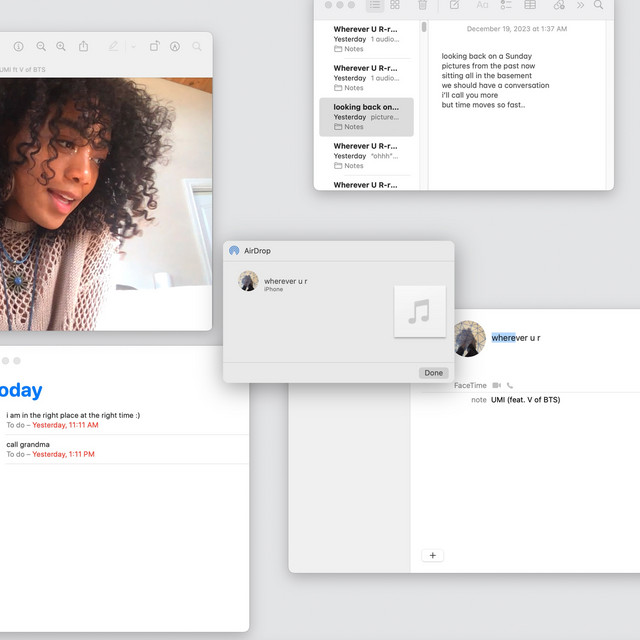 UMI ft V of BTS
Wherever U R-r...
Yesterday 1 audio...
Notes
Wherever U R-r...
Yesterday 1 audio...
Notes
looking back on...
Yesterday picture...
Notes
Wherever U R-r...
Yesterday "ohhh"...
Notes
Wherever U R-r...
Aa
December 19, 2023 at 1:37 AM
looking back on a Sunday
pictures from the past now
sitting all in the basement
we should have a conversation
i'll call you more
but time moves so fast..
AirDrop
wherever u r
iPhone
Done
oday
i am in the right place at the right time :)
To do – Yesterday, 11:11 AM
call grandma
To do – Yesterday, 1:11 PM
wherever u r
FaceTime
note UMI (feat. V of BTS)
+